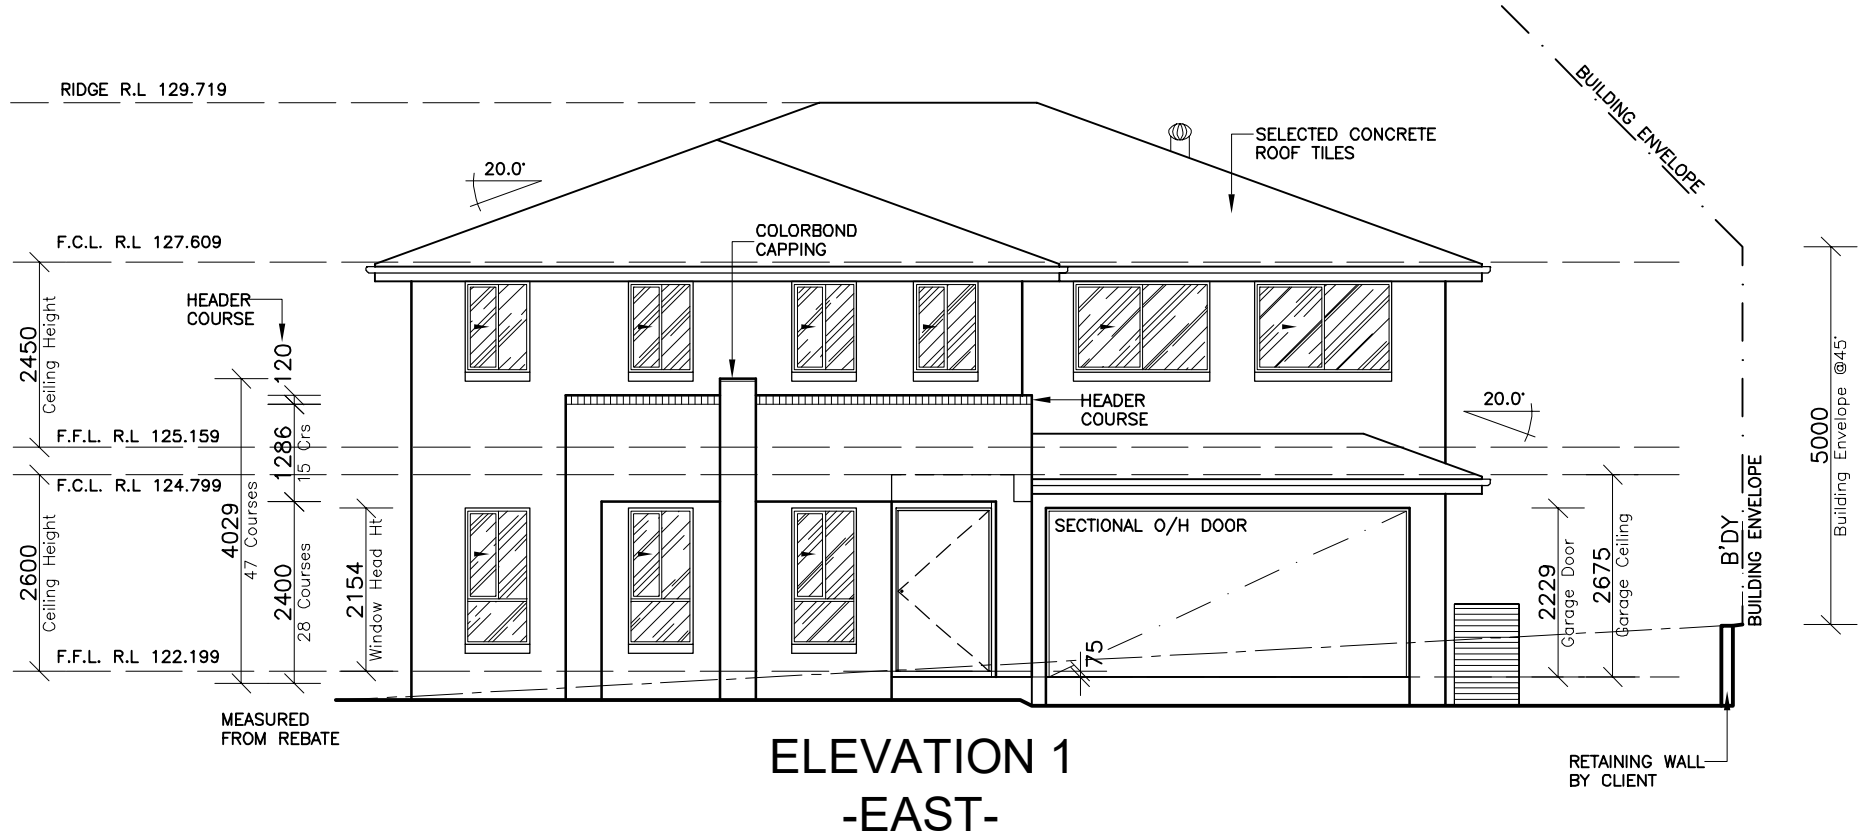 RIDGE R.L 129.719
20.0°
SELECTED CONCRETE
ROOF TILES
BUILDING ENVELOPE
F.C.L. R.L 127.609
COLORBOND
CAPPING
HEADER
COURSE
2450
Ceiling Height
120
HEADER
COURSE
20.0°
F.F.L. R.L 125.159
1286
15 Crs
F.C.L. R.L 124.799
4029
47 Courses
2600
Ceiling Height
2400
28 Courses
2154
Window Head Ht
SECTIONAL O/H DOOR
75
2229
Garage Door
2675
Garage Ceiling
B'DY
BUILDING ENVELOPE
5000
Building Envelope @45°
F.F.L. R.L 122.199
MEASURED
FROM REBATE
RETAINING WALL
BY CLIENT
ELEVATION 1
-EAST-